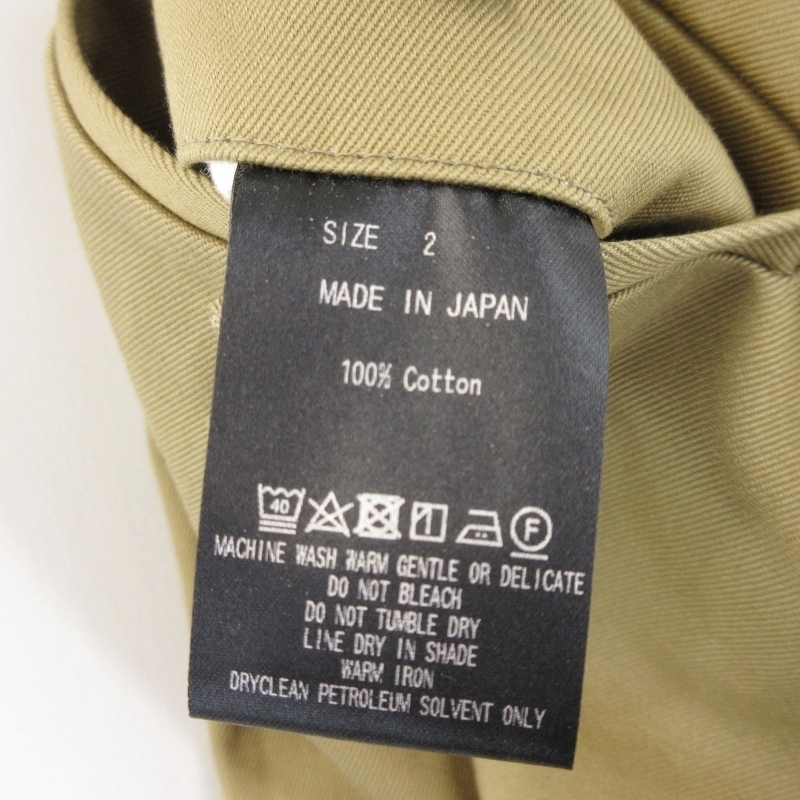 SIZE 2
MADE IN JAPAN
100% Cotton
40 F
MACHINE WASH WARM GENTLE OR DELICATE
DO NOT BLEACH
DO NOT TUMBLE DRY
LINE DRY IN SHADE
WARM IRON
DRYCLEAN PETROLEUM SOLVENT ONLY